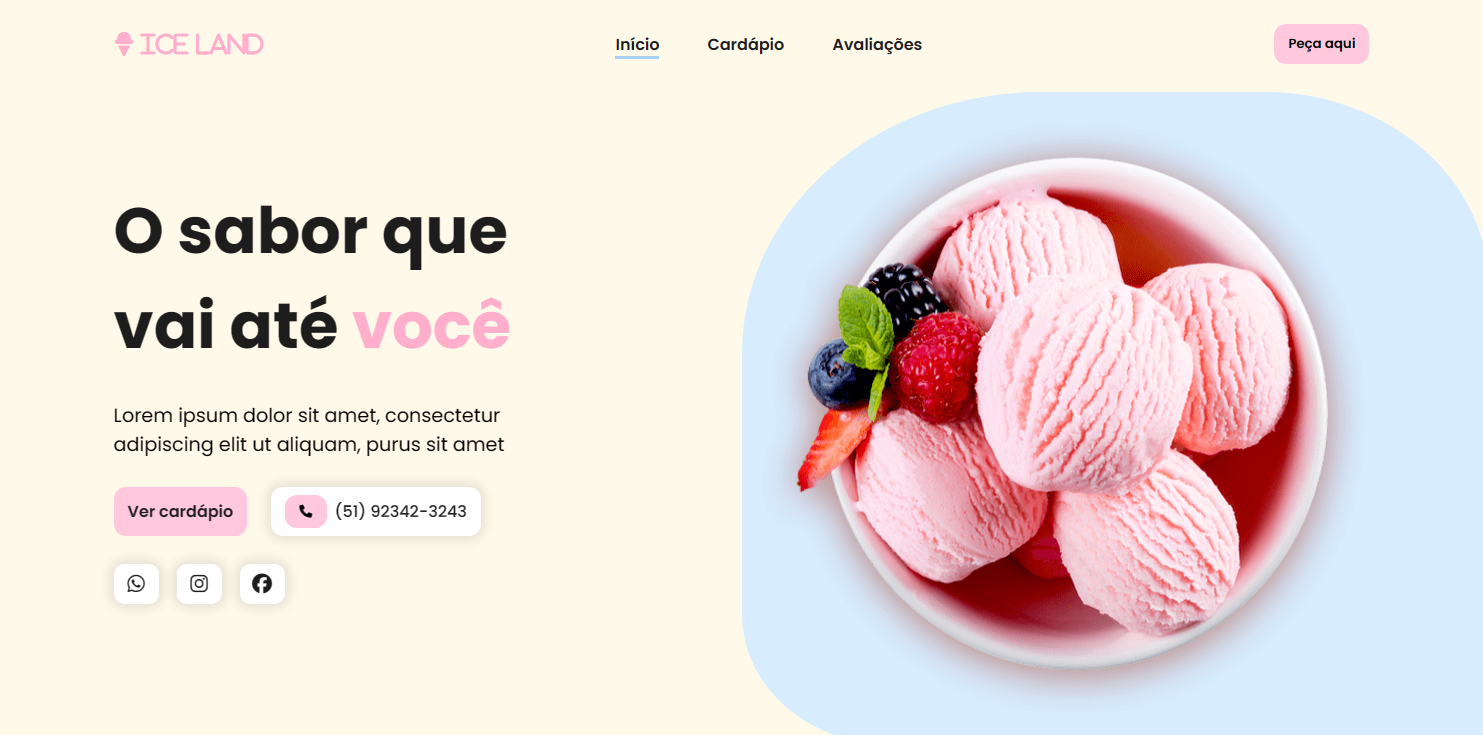 ICE LAND
Início
Cardápio
Avaliações
Peça aqui
O sabor que
vai até você
Lorem ipsum dolor sit amet, consectetur
adipiscing elit ut aliquam, purus sit amet
Ver cardápio
(51) 92342-3243